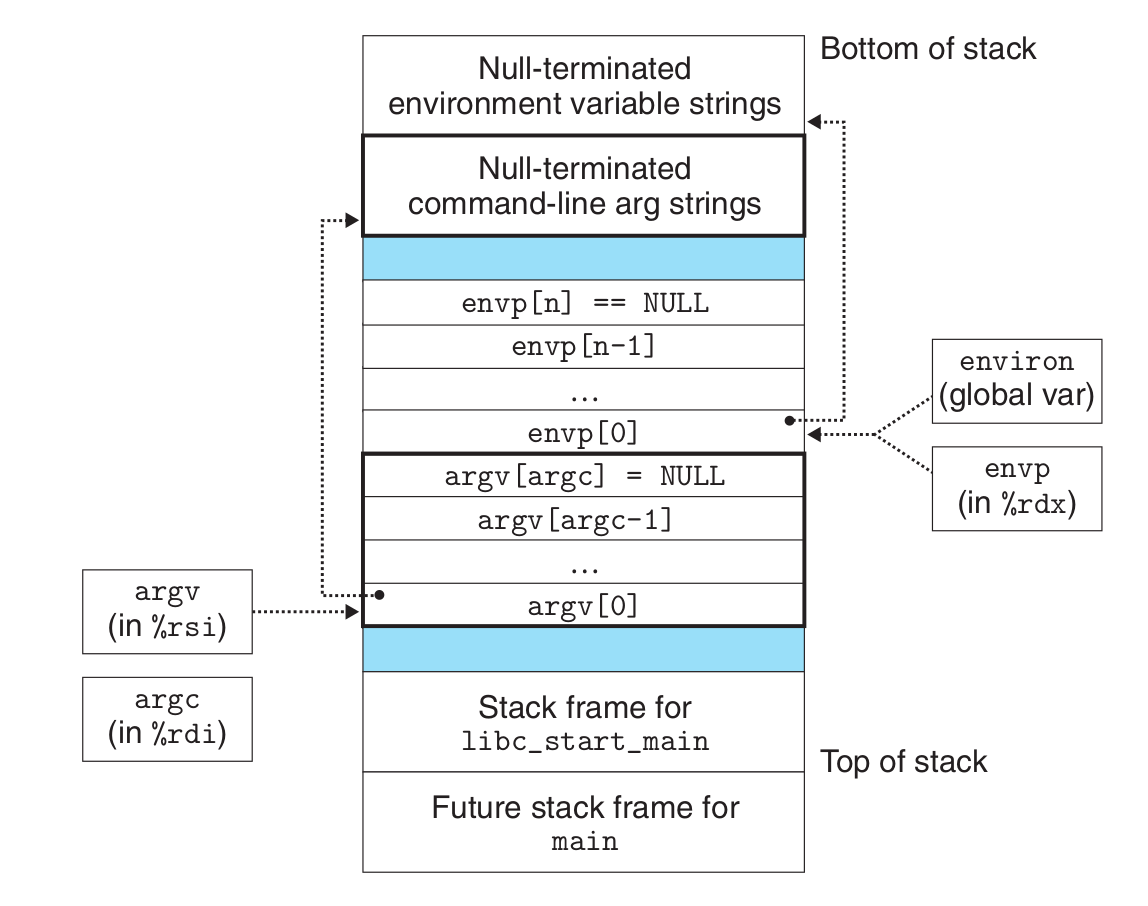 Bottom of stack
Null-terminated
environment variable strings
Null-terminated
command-line arg strings
envp[n] == NULL
envp[n-1]
...
envp[0]
environ
(global var)
envp
(in %rdx)
argv[argc] = NULL
argv[argc-1]
...
argv[0]
argv
(in %rsi)
argc
(in %rdi)
Stack frame for
libc_start_main
Top of stack
Future stack frame for
main